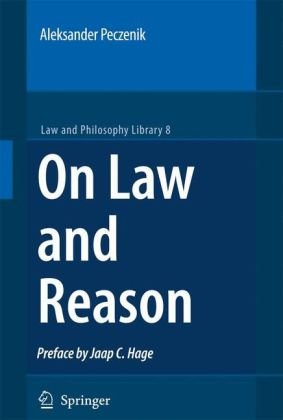 Aleksander Peczenik
Law and Philosophy Library 8
On Law
and
Reason
Preface by Jaap C. Hage
Springer